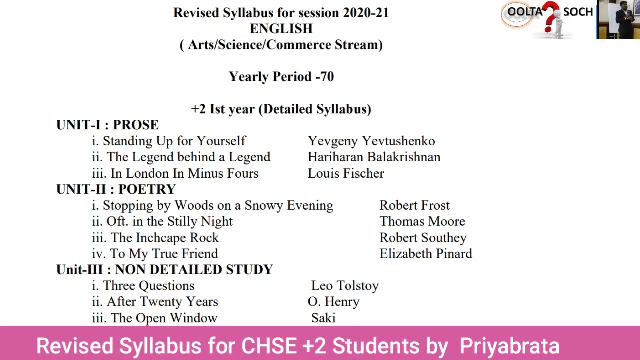 Revised Syllabus for session 2020-21
OOLTA ? SOCH
ENGLISH
( Arts/Science/Commerce Stream)
Yearly Period -70
+2 Ist year (Detailed Syllabus)
UNIT-I : PROSE
i. Standing Up for Yourself Yevgeny Yevtushenko
ii. The Legend behind a Legend Hariharan Balakrishnan
iii. In London In Minus Fours Louis Fischer
UNIT-II : POETRY
i. Stopping by Woods on a Snowy Evening Robert Frost
ii. Oft. in the Stilly Night Thomas Moore
iii. The Inchcape Rock Robert Southey
iv. To My True Friend Elizabeth Pinard
Unit-III : NON DETAILED STUDY
i. Three Questions Leo Tolstoy
ii. After Twenty Years O. Henry
iii. The Open Window Saki
Revised Syllabus for CHSE +2 Students by Priyabrata